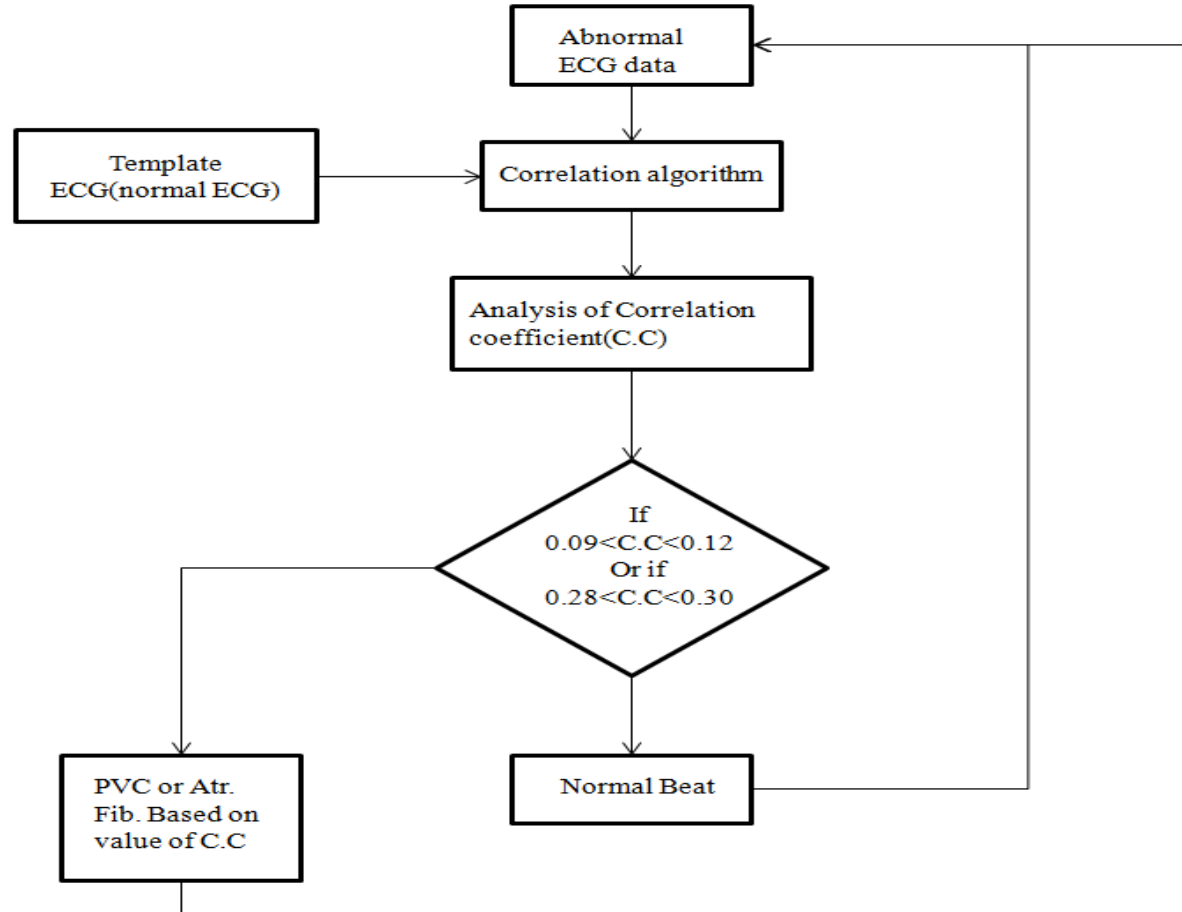 Abnormal
ECG data
Template
ECG(normal ECG)
Correlation algorithm
Analysis of Correlation
coefficient(C.C)
If
0.09<C.C<0.12
Or if
0.28<C.C<0.30
PVC or Atr.
Fib. Based on
value of C.C
Normal Beat